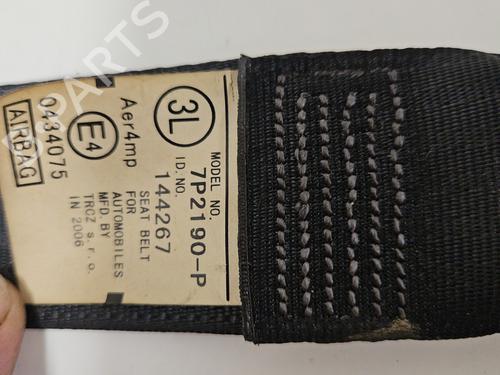 3L
MODEL NO.
7P2190-P
ID. NO.
144267
SEAT BELT
FOR
AUTOMOBILES
MFD. BY
TRCZ s.r.o.
IN 2006
E4
Aer4mp
0434075
AIRBAG